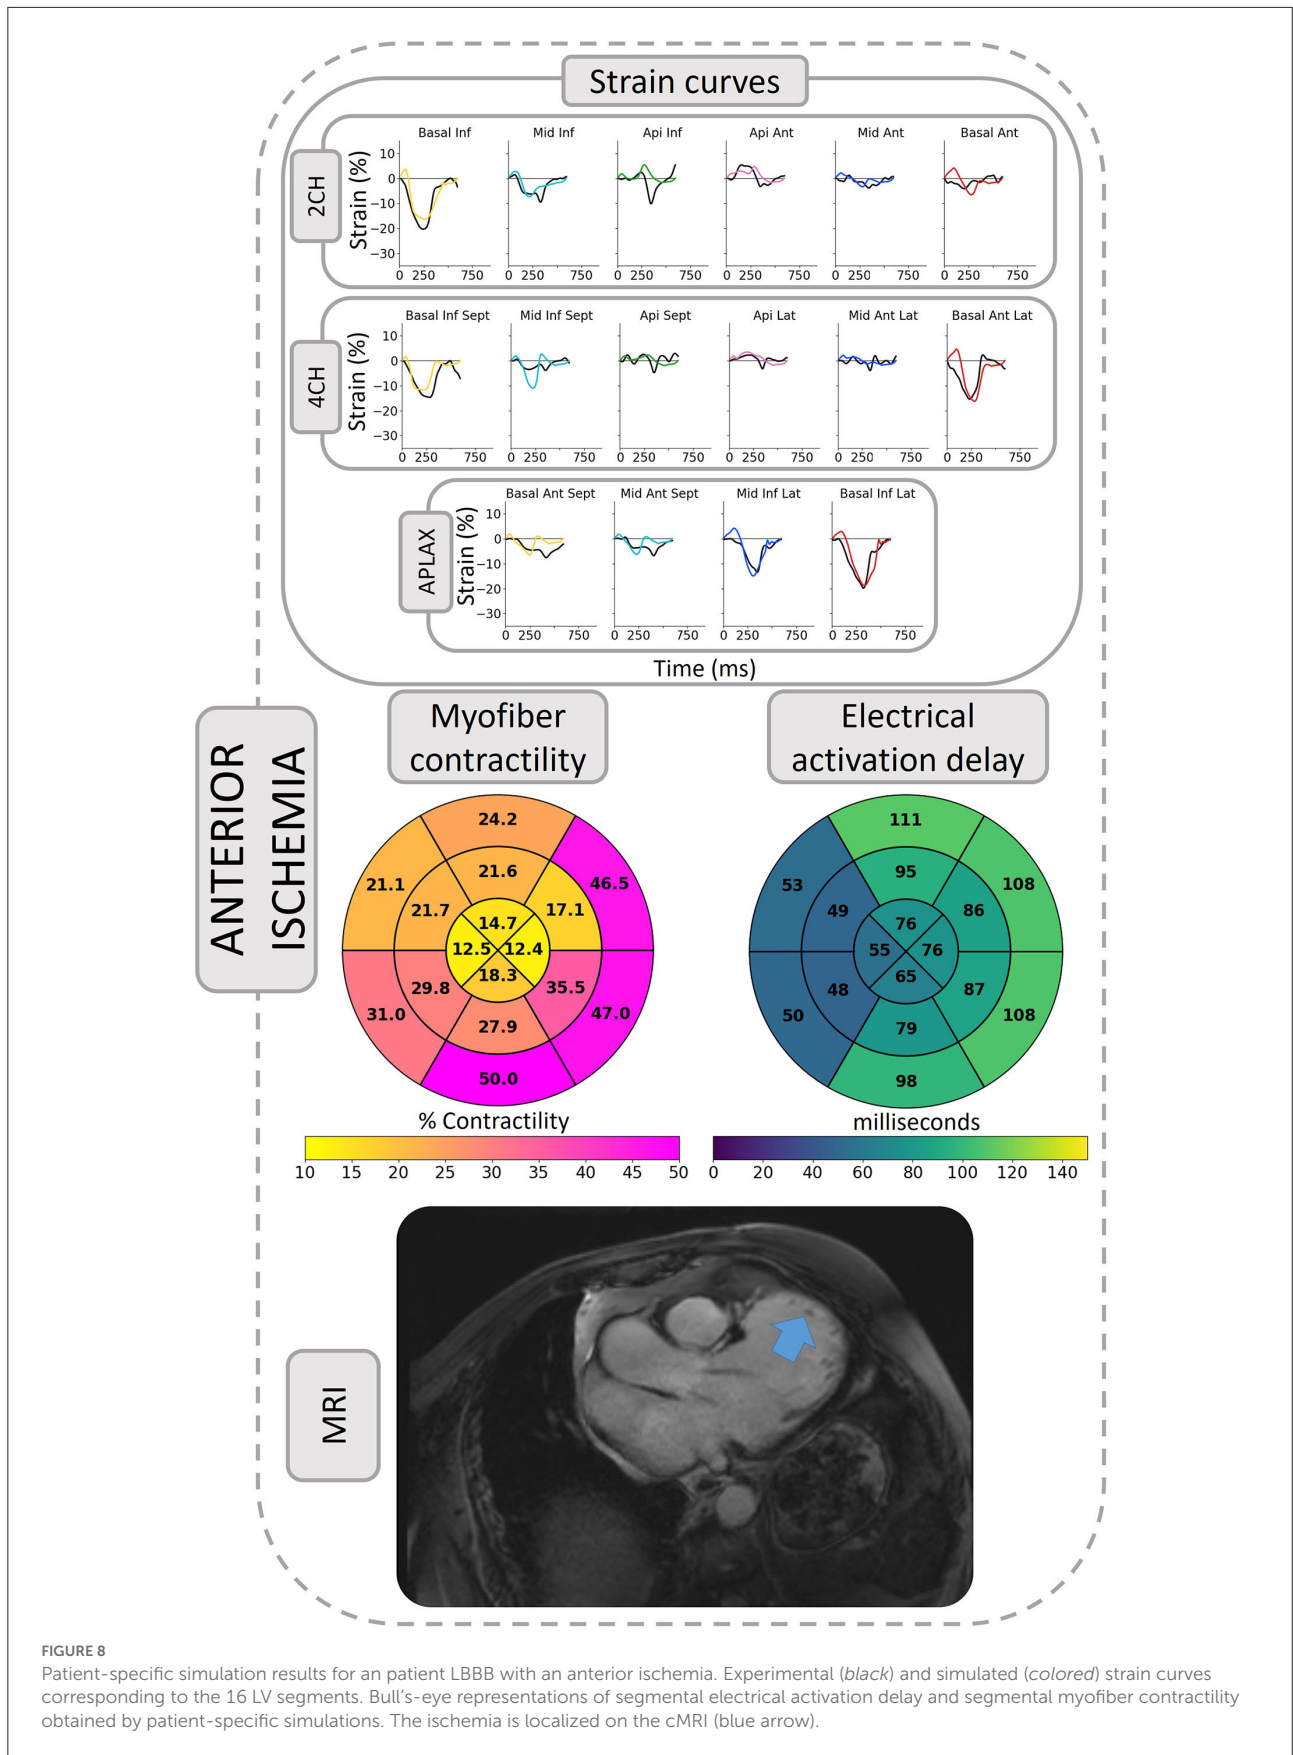 Strain curves
2CH
Strain (%)
Basal Inf Mid Inf Api Inf Api Ant Mid Ant Basal Ant
10
0
−10
−20
−30
0 250 750 0 250 750 0 250 750 0 250 750 0 250 750 0 250 750
4CH
Strain (%)
Basal Inf Sept Mid Inf Sept Api Sept Api Lat Mid Ant Lat Basal Ant Lat
10
0
−10
−20
−30
0 250 750 0 250 750 0 250 750 0 250 750 0 250 750 0 250 750
APLAX
Strain (%)
Basal Ant Sept Mid Ant Sept Mid Inf Lat Basal Inf Lat
10
0
−10
−20
−30
0 250 750 0 250 750 0 250 750 0 250 750
Time (ms)
ANTERIOR
ISCHEMIA
Myofiber
contractility
24.2
21.1 21.6 46.5
21.7 17.1
14.7
12.5 12.4
18.3
29.8 35.5
31.0 27.9 47.0
50.0
% Contractility
10 15 20 25 30 35 40 45 50
Electrical
activation delay
111
53 95 108
49 86
76
55 76
65
48 87
50 79 108
98
milliseconds
0 20 40 60 80 100 120 140
MRI
FIGURE 8
Patient-specific simulation results for an patient LBBB with an anterior ischemia. Experimental (black) and simulated (colored) strain curves
corresponding to the 16 LV segments. Bull's-eye representations of segmental electrical activation delay and segmental myofiber contractility
obtained by patient-specific simulations. The ischemia is localized on the cMRI (blue arrow).